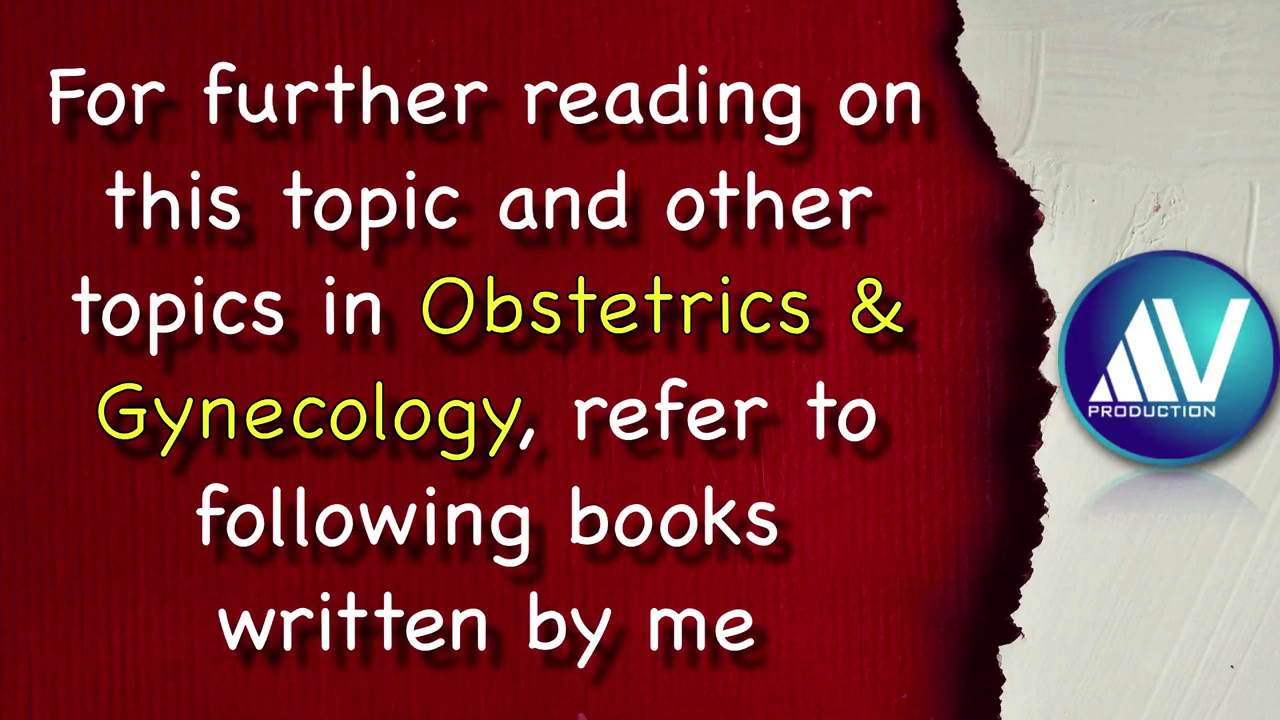 For further reading on
this topic and other
topics in Obstetrics &
Gynecology, refer to
following books
written by me
AV
PRODUCTION